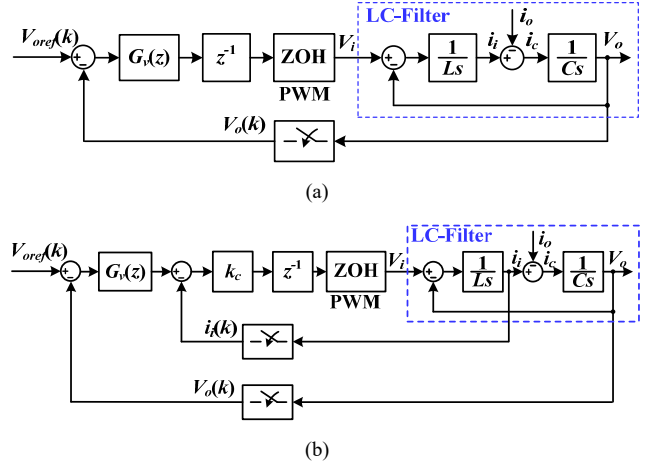 LC-Filter
i_o
V_oref(k)
G_v(z)
z^-1
ZOH
V_i
1/Ls
i_i
i_c
1/Cs
V_o
PWM
V_o(k)
(a)
LC-Filter
i_o
V_oref(k)
G_v(z)
k_c
z^-1
ZOH
V_i
1/Ls
i_i
i_c
1/Cs
V_o
PWM
i_i(k)
V_o(k)
(b)